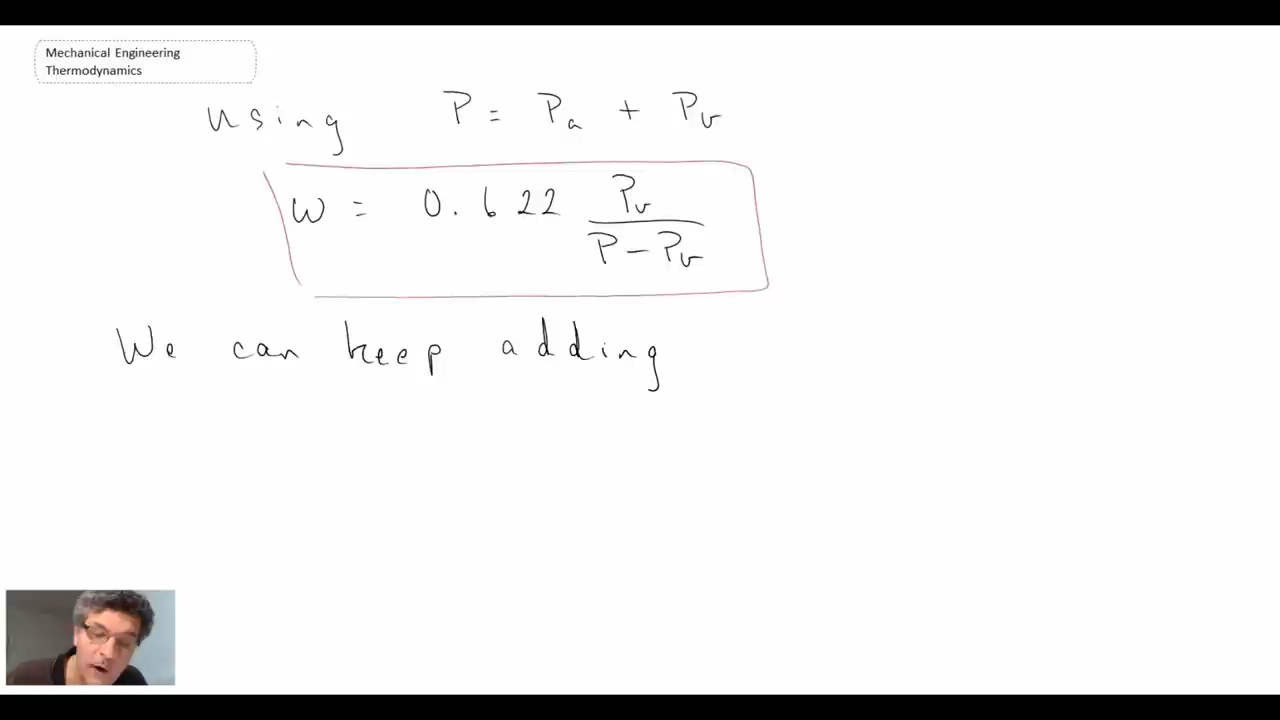 Mechanical Engineering
Thermodynamics
using P = Pa + Pv
ω = 0.622 Pv / P - Pv
We can keep adding